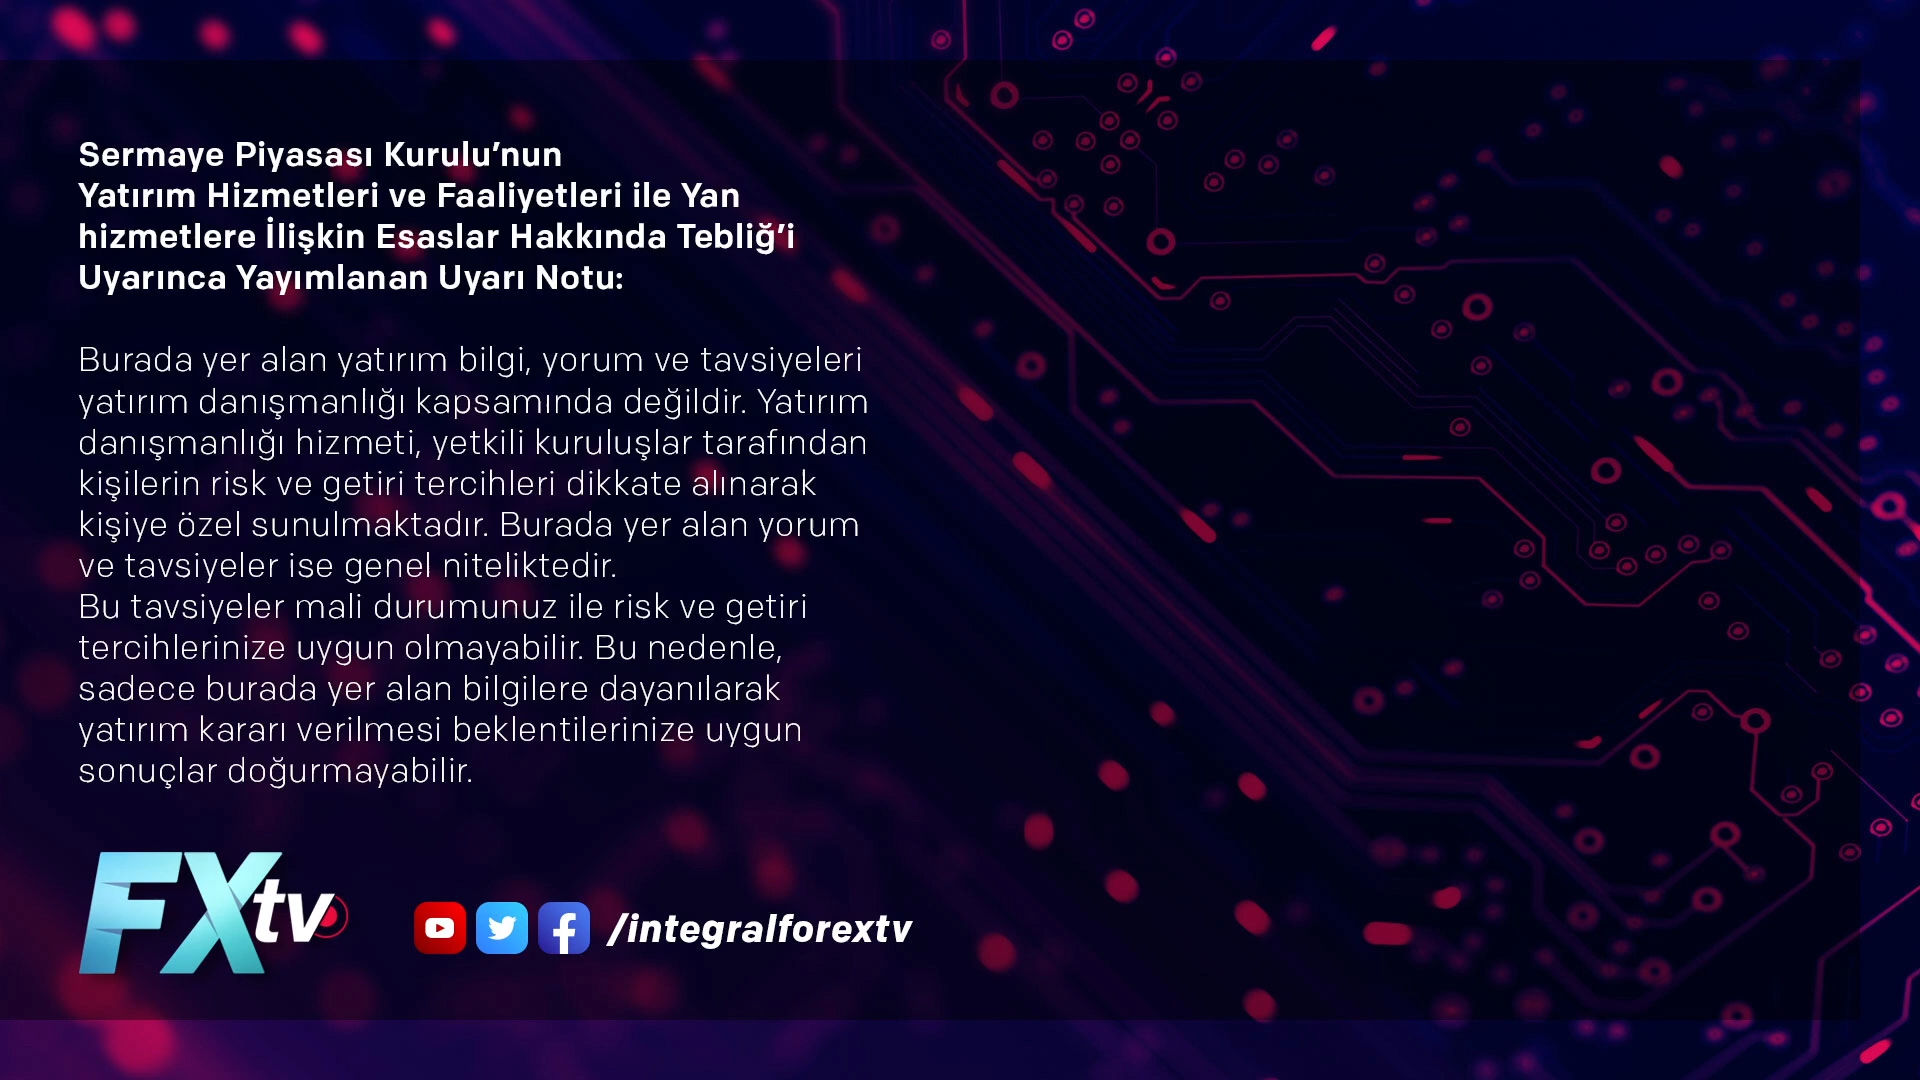 Sermaye Piyasası Kurulu’nun
Yatırım Hizmetleri ve Faaliyetleri ile Yan
hizmetlere İlişkin Esaslar Hakkında Tebliğ’i
Uyarınca Yayımlanan Uyarı Notu:
Burada yer alan yatırım bilgi, yorum ve tavsiyeleri
yatırım danışmanlığı kapsamında değildir. Yatırım
danışmanlığı hizmeti, yetkili kuruluşlar tarafından
kişilerin risk ve getiri tercihleri dikkate alınarak
kişiye özel sunulmaktadır. Burada yer alan yorum
ve tavsiyeler ise genel niteliktedir.
Bu tavsiyeler mali durumunuz ile risk ve getiri
tercihlerinize uygun olmayabilir. Bu nedenle,
sadece burada yer alan bilgilere dayanılarak
yatırım kararı verilmesi beklentilerinize uygun
sonuçlar doğurmayabilir.
FXtv
/integralforextv